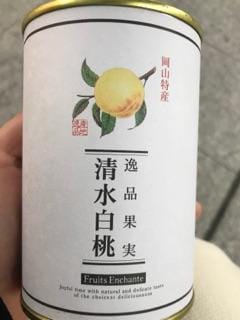 岡山特産
逸品果実
清水白桃
Fruits Enchante
Joyful time with natural and delicate taste
of the choicest deliciousness